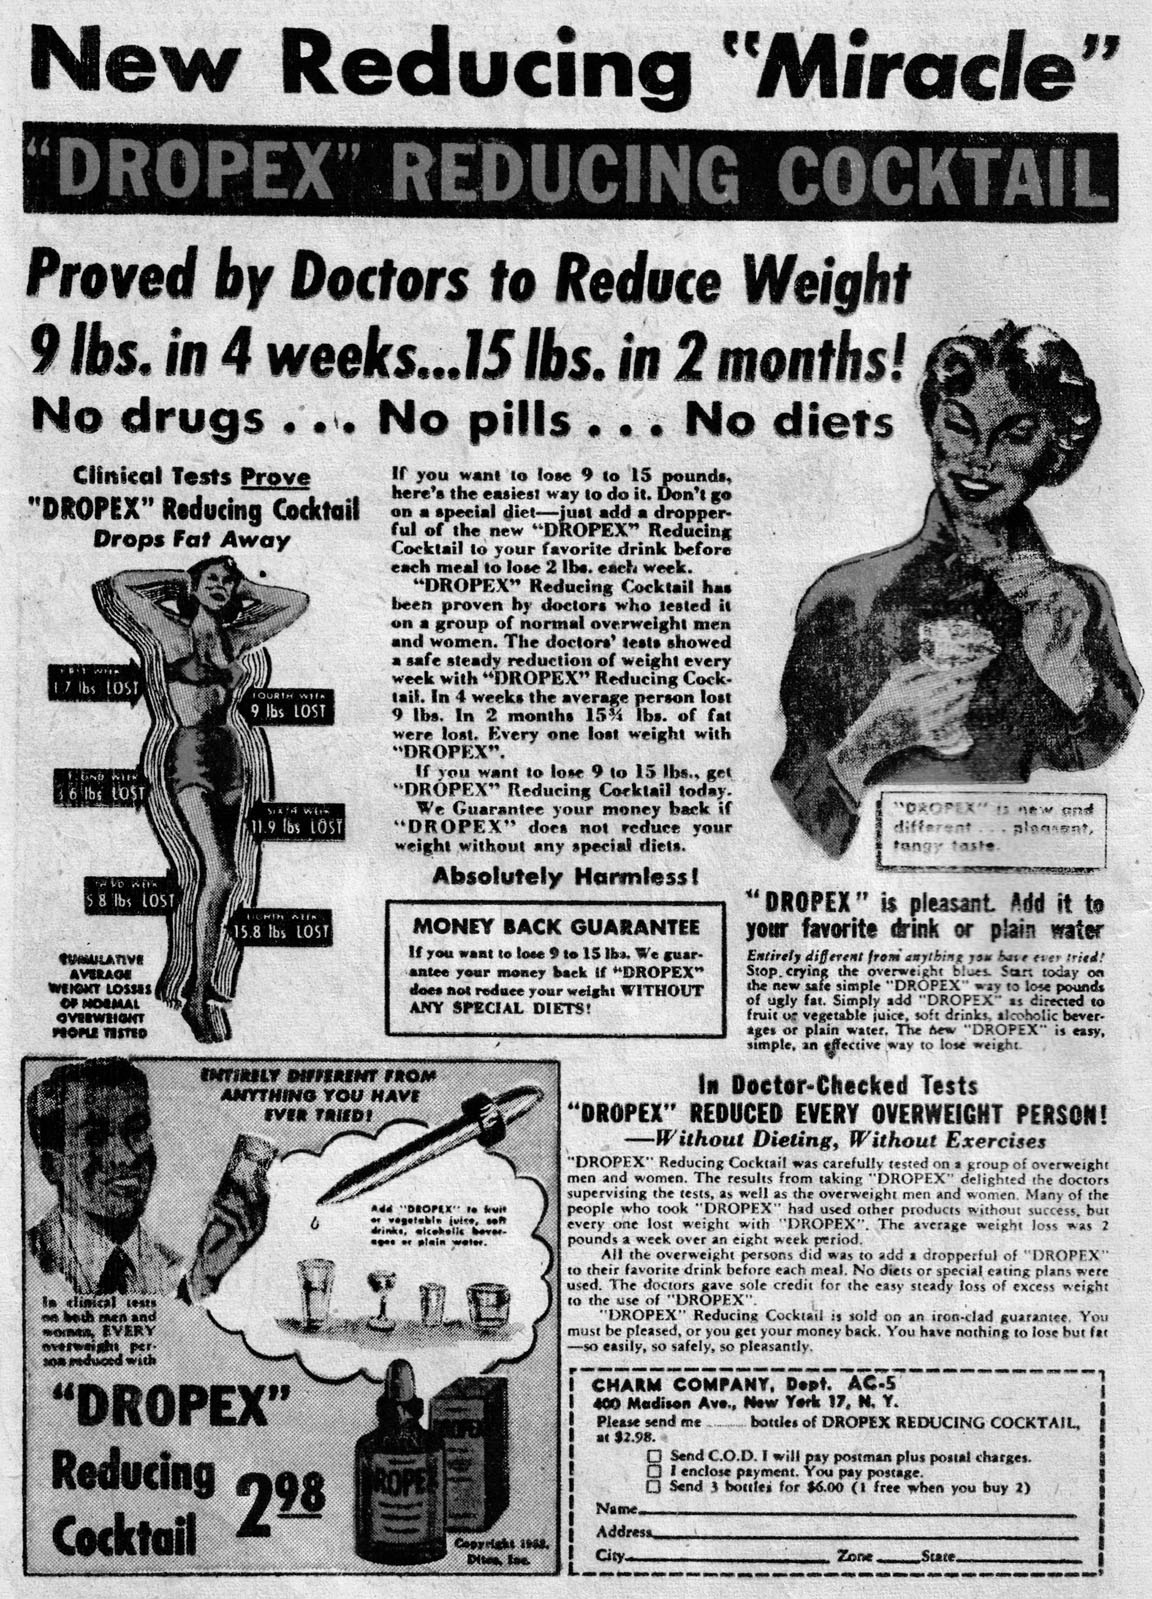 New Reducing "Miracle"
"DROPEX" REDUCING COCKTAIL
Proved by Doctors to Reduce Weight
9 lbs. in 4 weeks...15 lbs. in 2 months!
No drugs . . . No pills . . . No diets
Clinical Tests Prove
"DROPEX" Reducing Cocktail
Drops Fat Away
FIRST WEEK
1.7 lbs LOST
FOURTH WEEK
9 lbs LOST
3.6 lbs LOST
SIXTH WEEK
11.9 lbs LOST
THIRD WEEK
5.8 lbs LOST
EIGHTH WEEK
15.8 lbs LOST
CUMULATIVE
AVERAGE
WEIGHT LOSSES
OF NORMAL
OVERWEIGHT
PEOPLE TESTED
If you want to lose 9 to 15 pounds,
here's the easiest way to do it. Don't go
on a special diet—just add a dropper-
ful of the new "DROPEX" Reducing
Cocktail to your favorite drink before
each meal to lose 2 lbs. each week.
"DROPEX" Reducing Cocktail has
been proven by doctors who tested it
on a group of normal overweight men
and women. The doctors' tests showed
a safe steady reduction of weight every
week with "DROPEX" Reducing Cock-
tail. In 4 weeks the average person lost
9 lbs. In 2 months 15¾ lbs. of fat
were lost. Every one lost weight with
"DROPEX".
If you want to lose 9 to 15 lbs., get
"DROPEX" Reducing Cocktail today.
We Guarantee your money back if
"DROPEX" does not reduce your
weight without any special diets.
Absolutely Harmless!
MONEY BACK GUARANTEE
If you want to lose 9 to 15 lbs. We guar-
antee your money back if "DROPEX"
does not reduce your weight WITHOUT
ANY SPECIAL DIETS!
"DROPEX" is new and
different . . . pleasant,
tangy taste.
"DROPEX" is pleasant. Add it to
your favorite drink or plain water
Entirely different from anything you have ever tried!
Stop crying the overweight blues. Start today on
the new safe simple "DROPEX" way to lose pounds
of ugly fat. Simply add "DROPEX" as directed to
fruit or vegetable juice, soft drinks, alcoholic bever-
ages or plain water. The new "DROPEX" is easy,
simple, an effective way to lose weight.
ENTIRELY DIFFERENT FROM
ANYTHING YOU HAVE
EVER TRIED!
Add "DROPEX" to fruit
or vegetable juice, soft
drinks, alcoholic bever-
ages or plain water.
In clinical tests
on both men and
women, EVERY
overweight per-
son reduced with
"DROPEX"
Reducing
Cocktail
2.98
DROPEX
DROPEX
Copyright 1953,
Ditex, Inc.
In Doctor-Checked Tests
"DROPEX" REDUCED EVERY OVERWEIGHT PERSON!
—Without Dieting, Without Exercises
"DROPEX" Reducing Cocktail was carefully tested on a group of overweight
men and women. The results from taking "DROPEX" delighted the doctors
supervising the tests, as well as the overweight men and women. Many of the
people who took "DROPEX" had used other products without success, but
every one lost weight with "DROPEX". The average weight loss was 2
pounds a week over an eight week period.
All the overweight persons did was to add a dropperful of "DROPEX"
to their favorite drink before each meal. No diets or special eating plans were
used. The doctors gave sole credit for the easy steady loss of excess weight
to the use of "DROPEX".
"DROPEX" Reducing Cocktail is sold on an iron-clad guarantee. You
must be pleased, or you get your money back. You have nothing to lose but fat
—so easily, so safely, so pleasantly.
CHARM COMPANY, Dept. AC-5
400 Madison Ave., New York 17, N. Y.
Please send me ........ bottles of DROPEX REDUCING COCKTAIL,
at $2.98.
☐ Send C.O.D. I will pay postman plus postal charges.
☐ I enclose payment. You pay postage.
☐ Send 3 bottles for $6.00 (1 free when you buy 2)
Name
Address
City Zone State